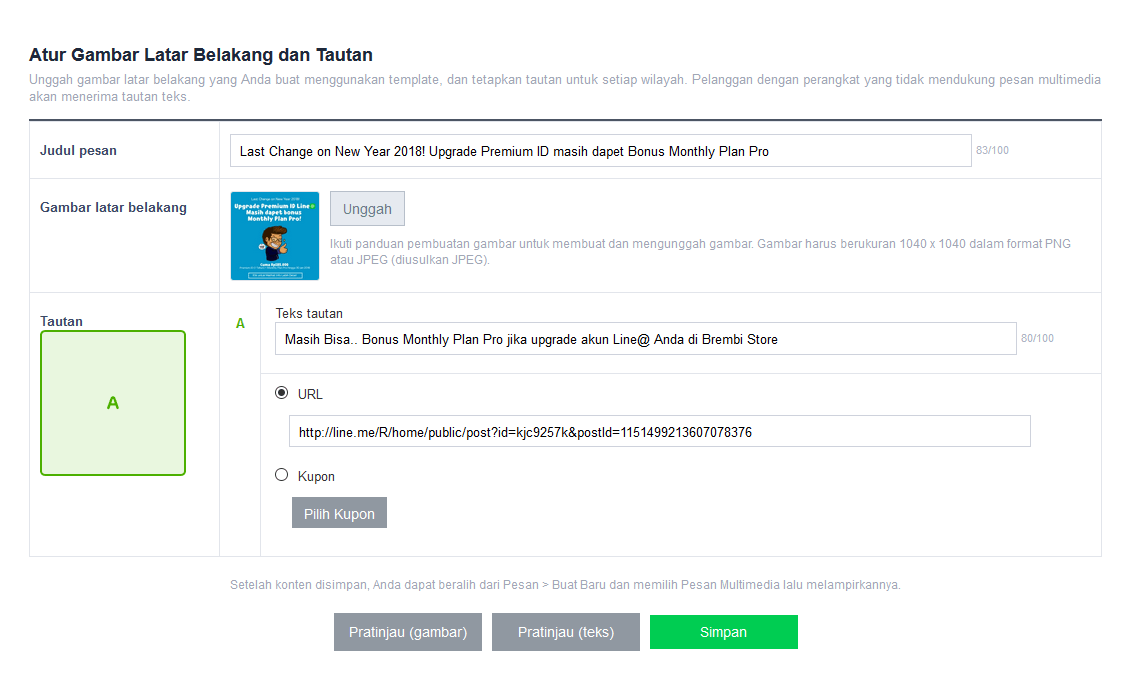 Atur Gambar Latar Belakang dan Tautan
Unggah gambar latar belakang yang Anda buat menggunakan template, dan tetapkan tautan untuk setiap wilayah. Pelanggan dengan perangkat yang tidak mendukung pesan multimedia
akan menerima tautan teks.
Judul pesan
Last Change on New Year 2018! Upgrade Premium ID masih dapet Bonus Monthly Plan Pro
83/100
Gambar latar belakang
Last Change on New Year 2018
Upgrade Premium ID Line@
Masih dapet bonus
Monthly Plan Pro!
Unggah
Ikuti panduan pembuatan gambar untuk membuat dan mengunggah gambar. Gambar harus berukuran 1040 x 1040 dalam format PNG
atau JPEG (diusulkan JPEG).
Tautan
A
A
Teks tautan
Masih Bisa.. Bonus Monthly Plan Pro jika upgrade akun Line@ Anda di Brembi Store
80/100
URL
http://line.me/R/home/public/post?id=kjc9257k&postId=1151499213607078376
Kupon
Pilih Kupon
Setelah konten disimpan, Anda dapat beralih dari Pesan > Buat Baru dan memilih Pesan Multimedia lalu melampirkannya.
Pratinjau (gambar)
Pratinjau (teks)
Simpan